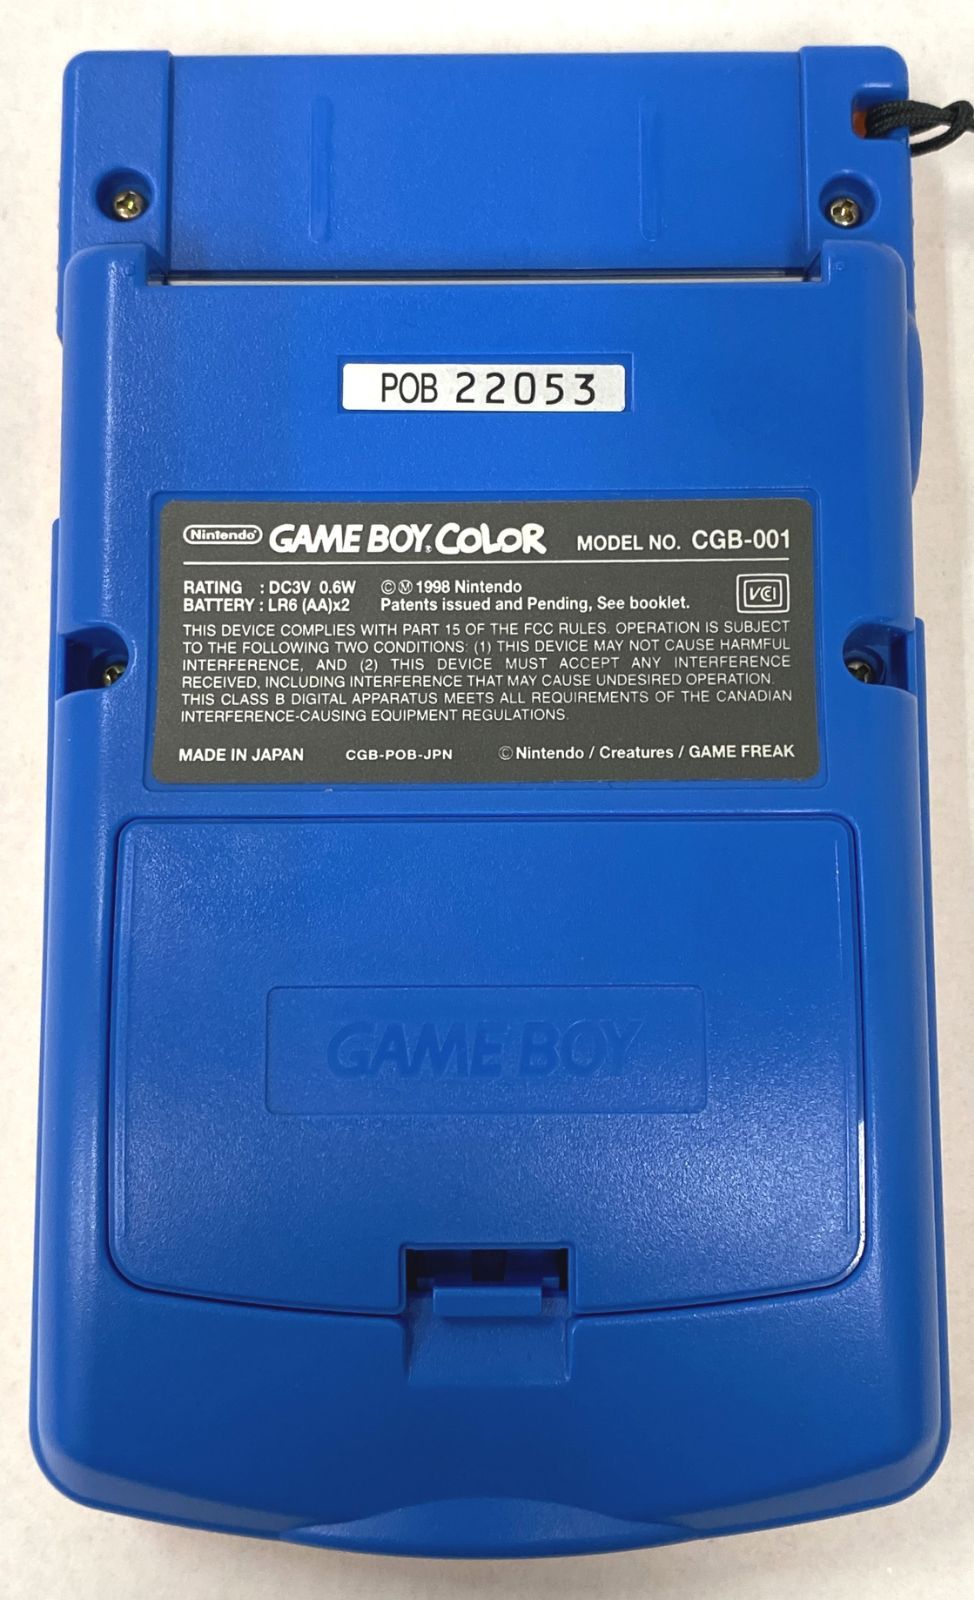 POB 22053
Nintendo® GAME BOY® COLOR MODEL NO. CGB-001
RATING : DC3V 0.6W ©Ⓜ 1998 Nintendo
BATTERY : LR6 (AA)x2 Patents issued and Pending, See booklet.
VCI
THIS DEVICE COMPLIES WITH PART 15 OF THE FCC RULES. OPERATION IS SUBJECT
TO THE FOLLOWING TWO CONDITIONS: (1) THIS DEVICE MAY NOT CAUSE HARMFUL
INTERFERENCE, AND (2) THIS DEVICE MUST ACCEPT ANY INTERFERENCE
RECEIVED, INCLUDING INTERFERENCE THAT MAY CAUSE UNDESIRED OPERATION.
THIS CLASS B DIGITAL APPARATUS MEETS ALL REQUIREMENTS OF THE CANADIAN
INTERFERENCE-CAUSING EQUIPMENT REGULATIONS.
MADE IN JAPAN CGB-POB-JPN ©Nintendo / Creatures / GAME FREAK
GAME BOY